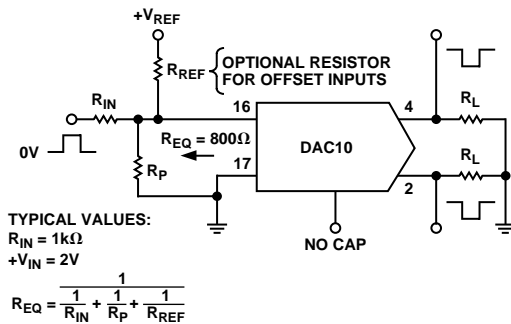 +VREF
RREF
OPTIONAL RESISTOR
FOR OFFSET INPUTS
RIN
16
4
RL
0V
REQ = 800Ω
DAC10
RP
17
2
RL
NO CAP
TYPICAL VALUES:
RIN = 1kΩ
+VIN = 2V
REQ = 1 / (1/RIN + 1/RP + 1/RREF)